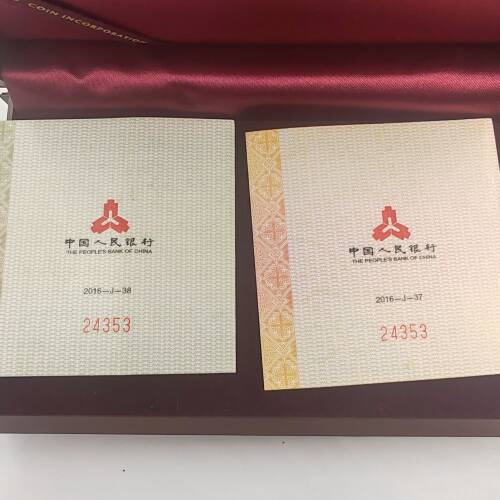 COIN INCORPORATION
中国人民银行
THE PEOPLE'S BANK OF CHINA
2016—J—38
24353
中国人民银行
THE PEOPLE'S BANK OF CHINA
2016—J—37
24353